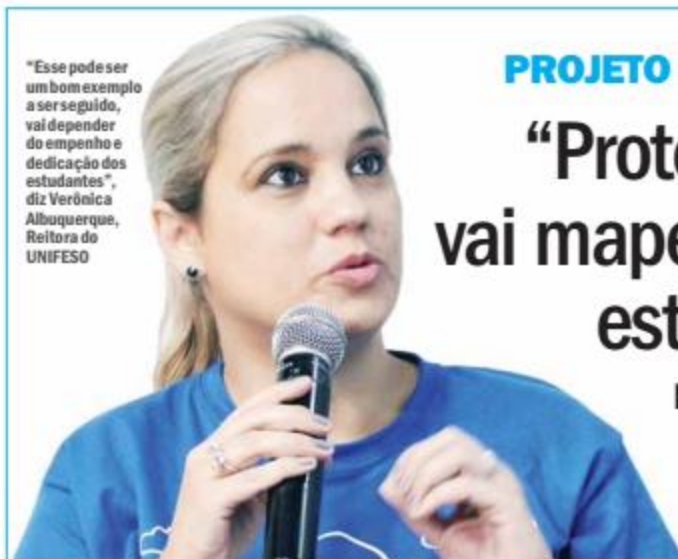 "Esse pode ser
um bom exemplo
a ser seguido,
vai depender
do empenho e
dedicação dos
estudantes",
diz Verônica
Albuquerque,
Reitora do
UNIFESO
PROJETO
"Prote
vai mape
est